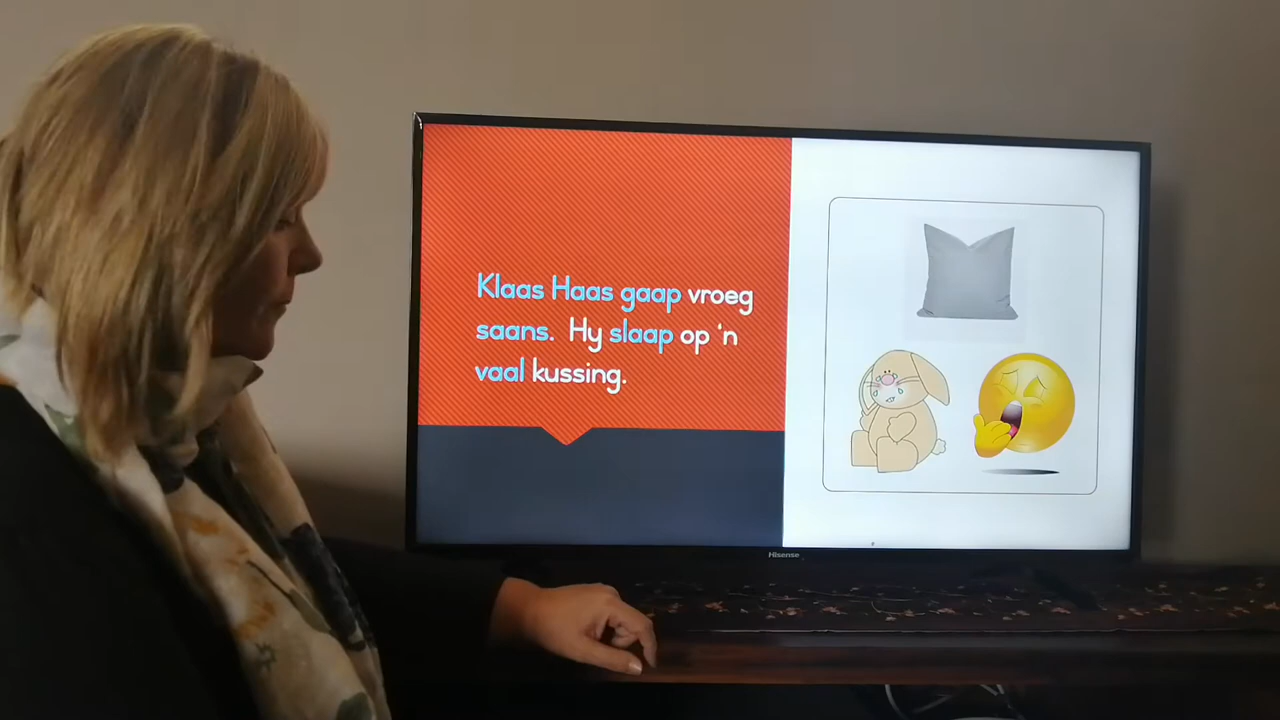 Klaas Haas gaap vroeg
saans. Hy slaap op 'n
vaal kussing.
Hisense